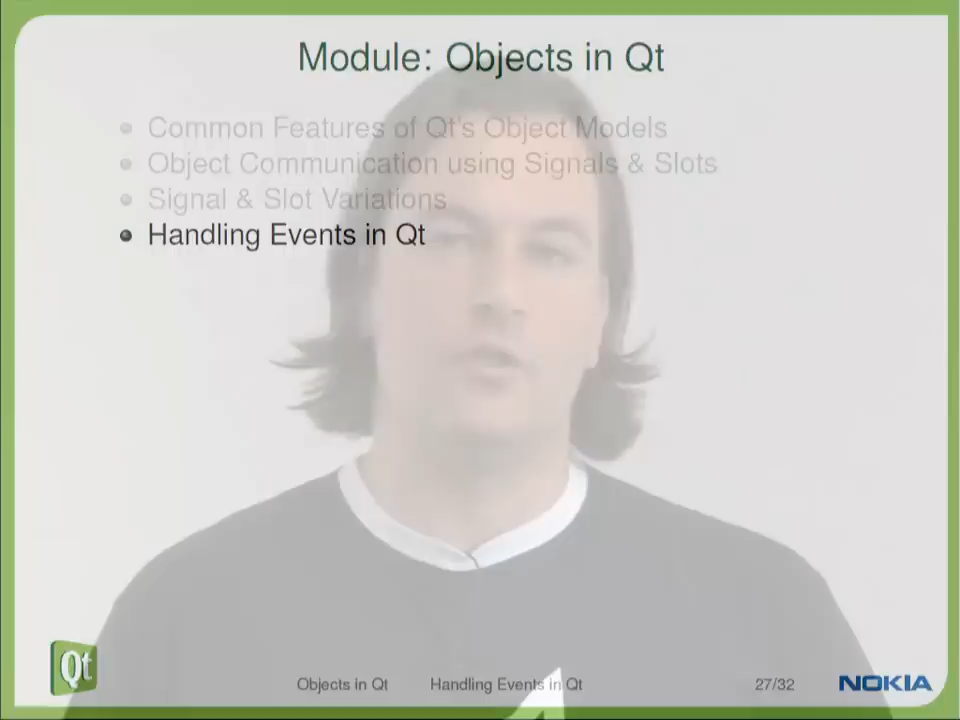 Module: Objects in Qt
Common Features of Qt's Object Models
Object Communication using Signals & Slots
Signal & Slot Variations
Handling Events in Qt
Qt
Objects in Qt Handling Events in Qt 27/32 NOKIA